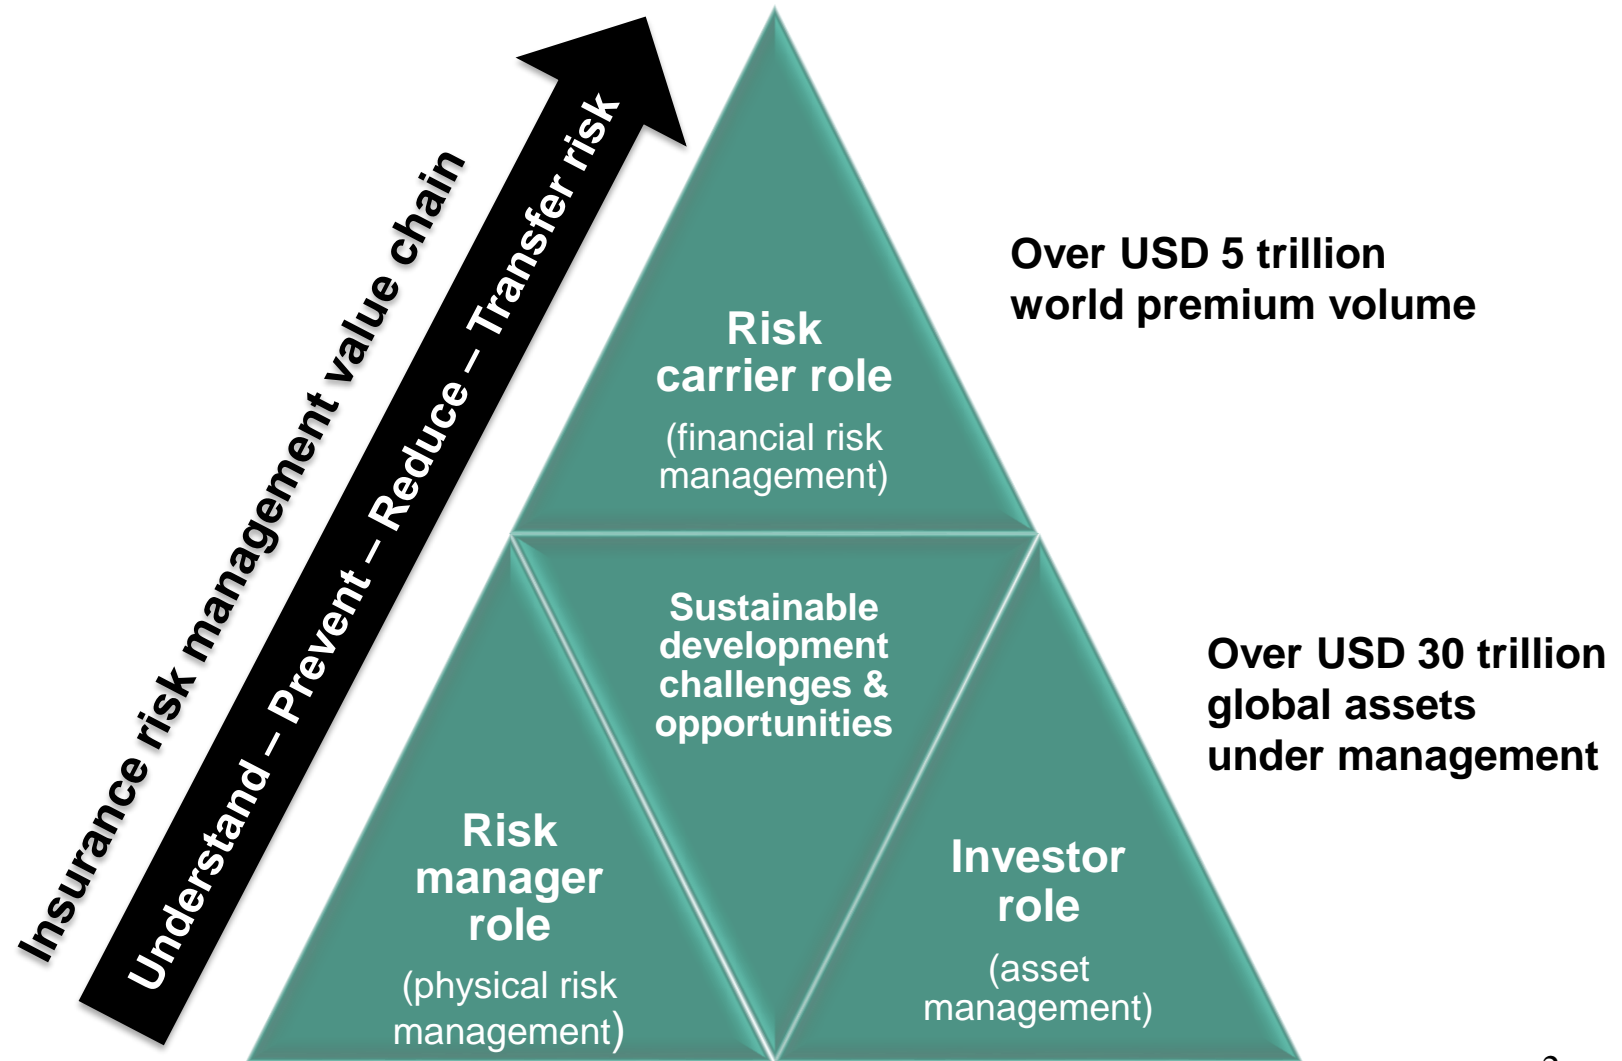 Insurance risk management value chain
Understand – Prevent – Reduce – Transfer risk
Risk
carrier role
(financial risk
management)
Over USD 5 trillion
world premium volume
Sustainable
development
challenges &
opportunities
Over USD 30 trillion
global assets
under management
Risk
manager
role
(physical risk
management)
Investor
role
(asset
management)